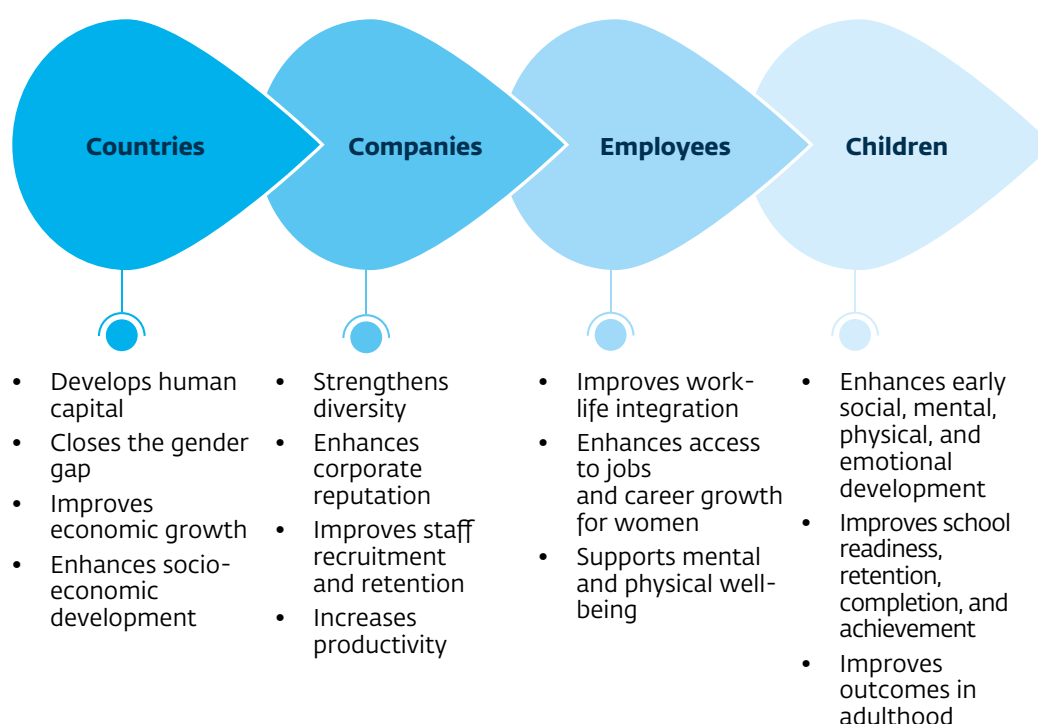 Countries
Companies
Employees
Children
• Develops human
capital
• Closes the gender
gap
• Improves
economic growth
• Enhances socio-
economic
development
• Strengthens
diversity
• Enhances
corporate
reputation
• Improves staff
recruitment
and retention
• Increases
productivity
• Improves work-
life integration
• Enhances access
to jobs
and career growth
for women
• Supports mental
and physical well-
being
• Enhances early
social, mental,
physical, and
emotional
development
• Improves school
readiness,
retention,
completion, and
achievement
• Improves
outcomes in
adulthood